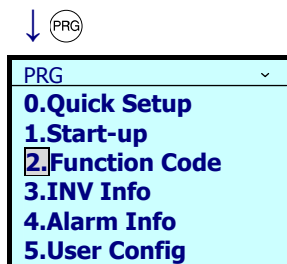 PRG
PRG
0.Quick Setup
1.Start-up
2.Function Code
3.INV Info
4.Alarm Info
5.User Config